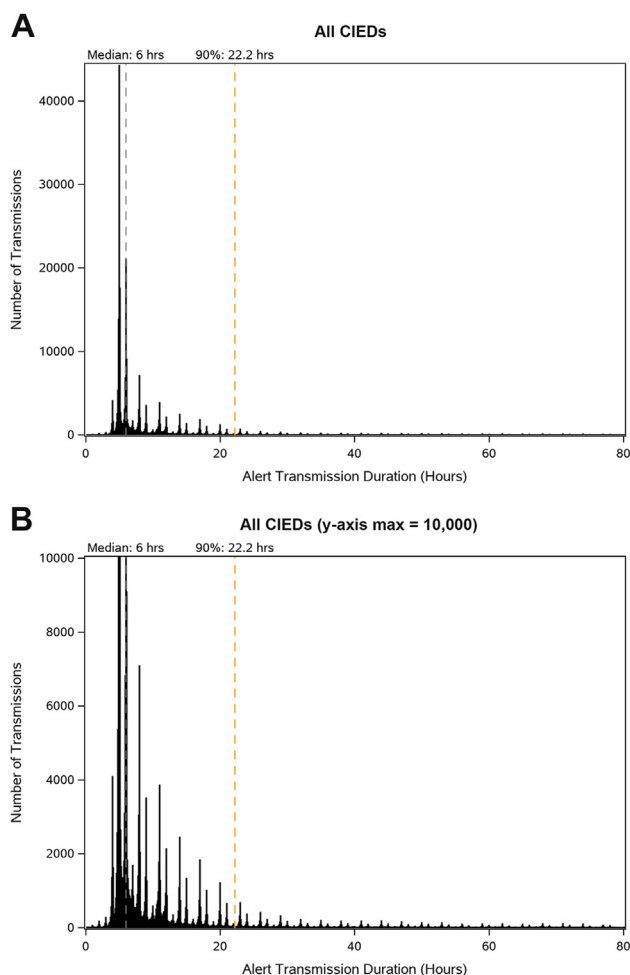 A
All CIEDs
Median: 6 hrs 90%: 22.2 hrs
40000
30000
20000
10000
0
Number of Transmissions
0 20 40 60 80
Alert Transmission Duration (Hours)
B
All CIEDs (y-axis max = 10,000)
Median: 6 hrs 90%: 22.2 hrs
10000
8000
6000
4000
2000
0
Number of Transmissions
0 20 40 60 80
Alert Transmission Duration (Hours)